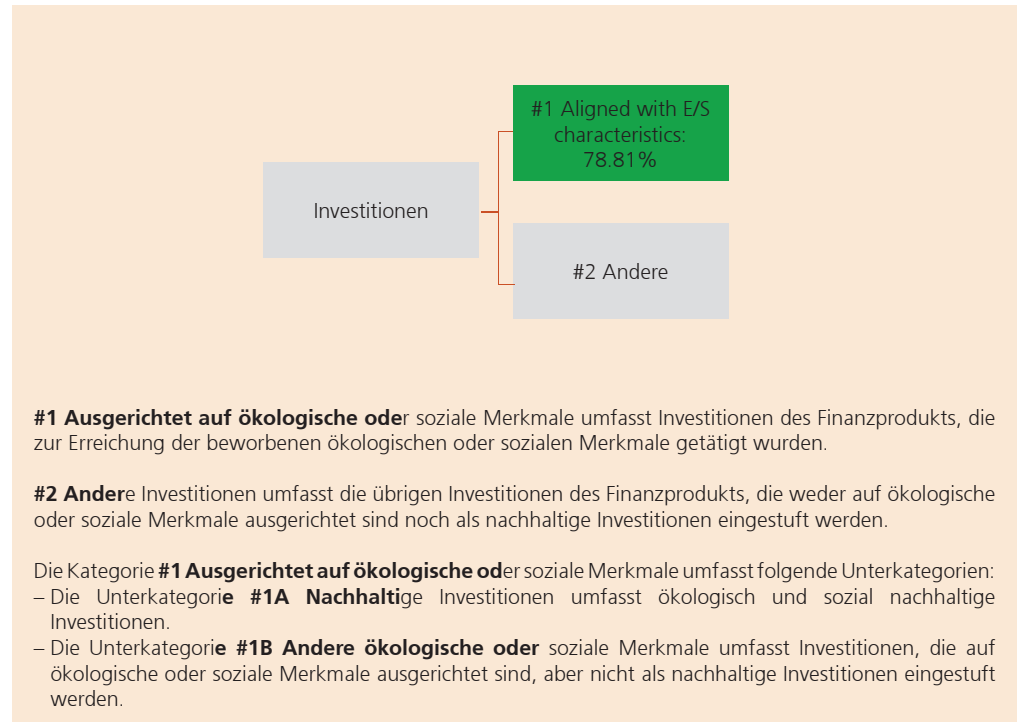 #1 Aligned with E/S
characteristics:
78.81%
Investitionen
#2 Andere
#1 Ausgerichtet auf ökologische oder soziale Merkmale umfasst Investitionen des Finanzprodukts, die
zur Erreichung der beworbenen ökologischen oder sozialen Merkmale getätigt wurden.
#2 Andere Investitionen umfasst die übrigen Investitionen des Finanzprodukts, die weder auf ökologische
oder soziale Merkmale ausgerichtet sind noch als nachhaltige Investitionen eingestuft werden.
Die Kategorie #1 Ausgerichtet auf ökologische oder soziale Merkmale umfasst folgende Unterkategorien:
– Die Unterkategorie #1A Nachhaltige Investitionen umfasst ökologisch und sozial nachhaltige
Investitionen.
– Die Unterkategorie #1B Andere ökologische oder soziale Merkmale umfasst Investitionen, die auf
ökologische oder soziale Merkmale ausgerichtet sind, aber nicht als nachhaltige Investitionen eingestuft
werden.